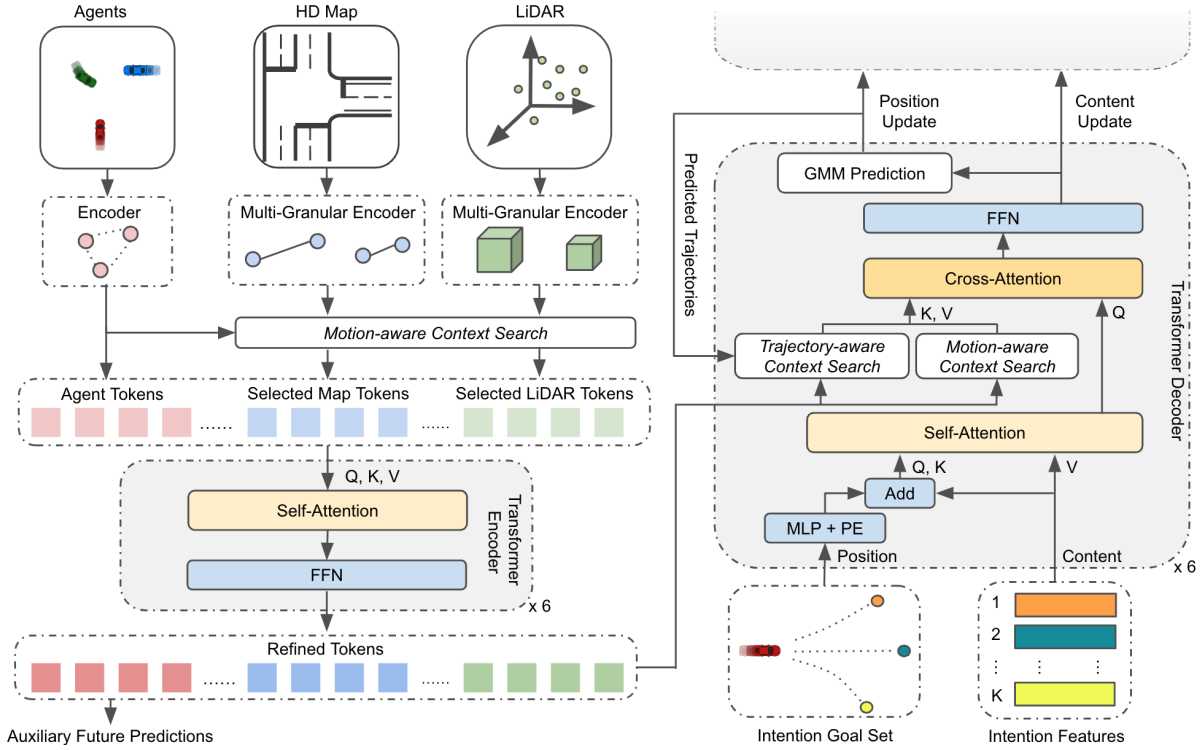 Agents
HD Map
LiDAR
Encoder
Multi-Granular Encoder
Multi-Granular Encoder
Motion-aware Context Search
Agent Tokens
Selected Map Tokens
Selected LiDAR Tokens
......
......
Q, K, V
Self-Attention
FFN
Transformer
Encoder
x 6
Refined Tokens
......
......
Auxiliary Future Predictions
Position
Update
Content
Update
Predicted Trajectories
GMM Prediction
FFN
Cross-Attention
K, V
Q
Trajectory-aware
Context Search
Motion-aware
Context Search
Transformer Decoder
Self-Attention
Q, K
V
Add
MLP + PE
Position
Content
x 6
1
2
⋮
⋮
K
Intention Goal Set
Intention Features